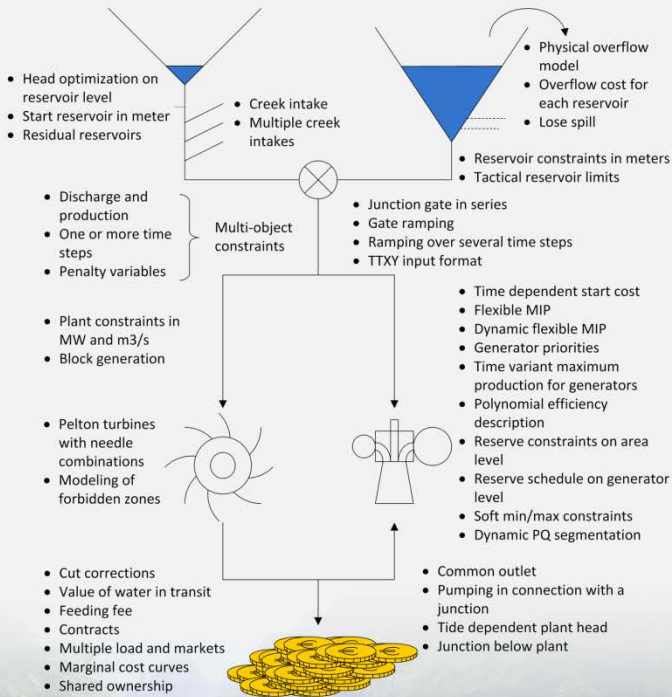 • Head optimization on
reservoir level
• Start reservoir in meter
• Residual reservoirs
• Creek intake
• Multiple creek
intakes
• Physical overflow
model
• Overflow cost for
each reservoir
• Lose spill
• Reservoir constraints in meters
• Tactical reservoir limits
• Discharge and
production
• One or more time
steps
• Penalty variables
Multi-object
constraints
• Junction gate in series
• Gate ramping
• Ramping over several time steps
• TTXY input format
• Plant constraints in
MW and m3/s
• Block generation
• Time dependent start cost
• Flexible MIP
• Dynamic flexible MIP
• Generator priorities
• Time variant maximum
production for generators
• Polynomial efficiency
description
• Reserve constraints on area
level
• Reserve schedule on generator
level
• Soft min/max constraints
• Dynamic PQ segmentation
• Pelton turbines
with needle
combinations
• Modeling of
forbidden zones
• Cut corrections
• Value of water in transit
• Feeding fee
• Contracts
• Multiple load and markets
• Marginal cost curves
• Shared ownership
• Common outlet
• Pumping in connection with a
junction
• Tide dependent plant head
• Junction below plant